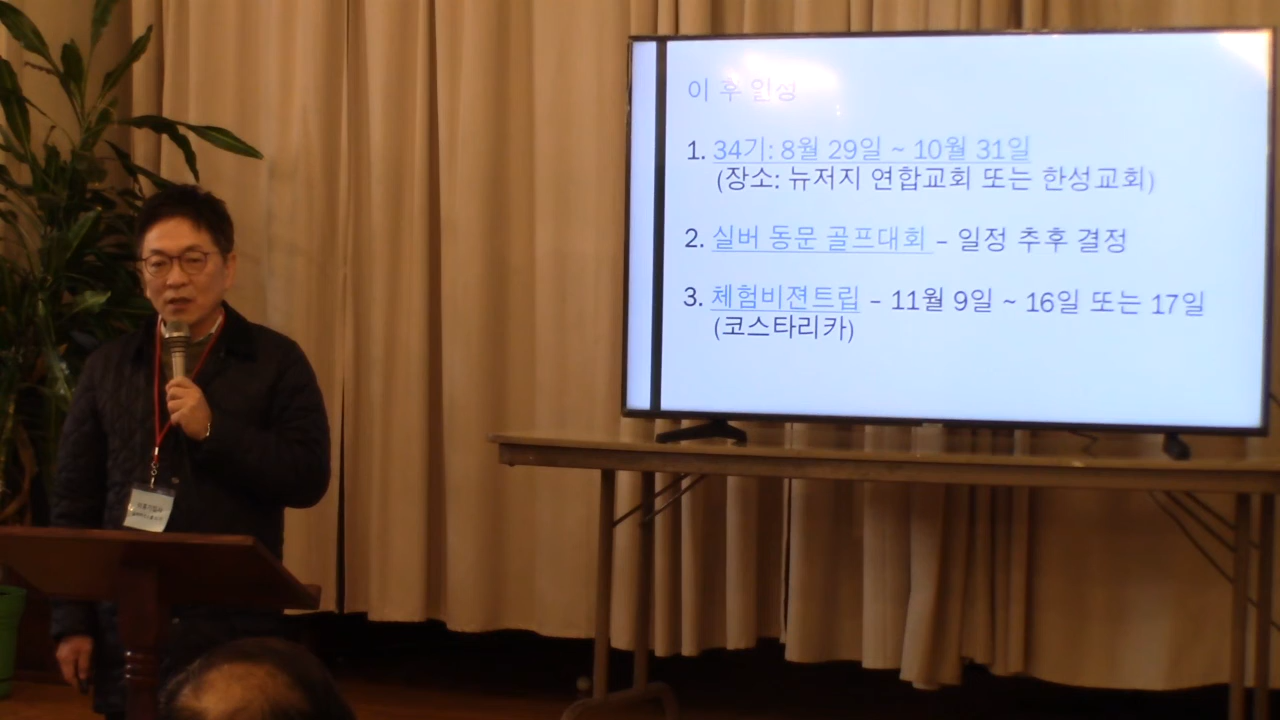 이 후 일정
1. 34기: 8월 29일 ~ 10월 31일
(장소: 뉴저지 연합교회 또는 한성교회)
2. 실버 동문 골프대회 – 일정 추후 결정
3. 체험비젼트립 – 11월 9일 ~ 16일 또는 17일
(코스타리카)